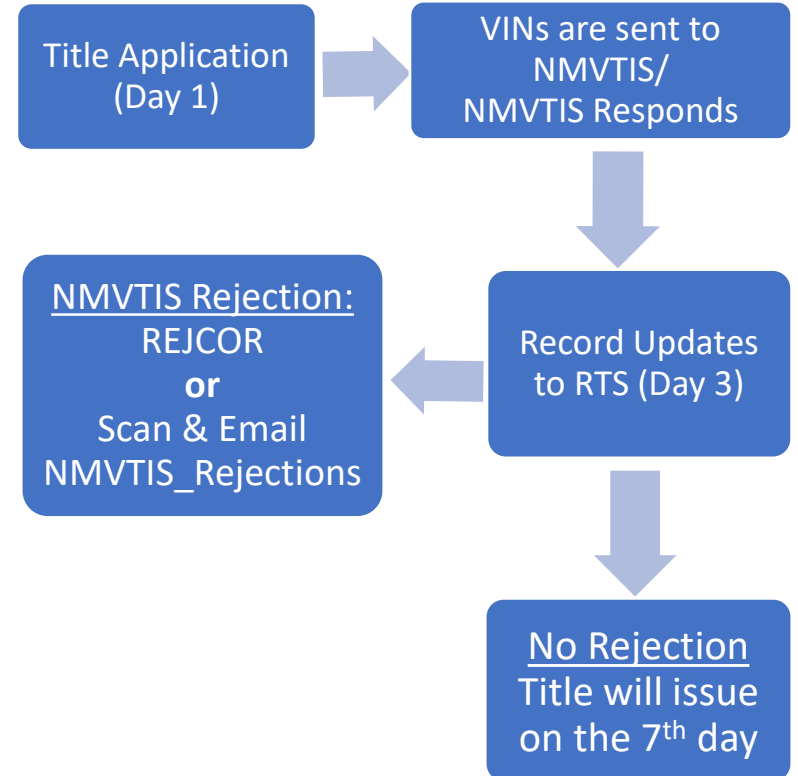 Title Application
(Day 1)
VINs are sent to
NMVTIS/
NMVTIS Responds
Record Updates
to RTS (Day 3)
NMVTIS Rejection:
REJCOR
or
Scan & Email
NMVTIS_Rejections
No Rejection
Title will issue
on the 7th day